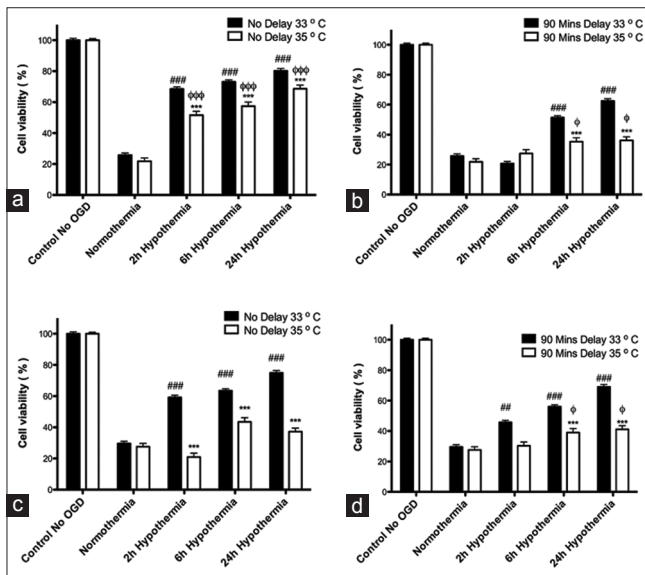 No Delay 33 ° C
No Delay 35 ° C
Cell viability ( % )
100
80
60
40
20
0
###
ϕϕϕ
***
###
ϕϕϕ
***
###
ϕϕϕ
***
Control No OGD
Normothermia
2h Hypothermia
6h Hypothermia
24h Hypothermia
a
90 Mins Delay 33 ° C
90 Mins Delay 35 ° C
Cell viability ( % )
100
80
60
40
20
0
###
ϕ
***
###
ϕ
***
Control No OGD
Normothermia
2h Hypothermia
6h Hypothermia
24h Hypothermia
b
No Delay 33 ° C
No Delay 35 ° C
Cell viability ( % )
100
80
60
40
20
0
###
***
###
***
###
***
Control No OGD
Normothermia
2h Hypothermia
6h Hypothermia
24h Hypothermia
c
90 Mins Delay 33 ° C
90 Mins Delay 35 ° C
Cell viability ( % )
100
80
60
40
20
0
##
###
ϕ
***
###
ϕ
***
Control No OGD
Normothermia
2h Hypothermia
6h Hypothermia
24h Hypothermia
d